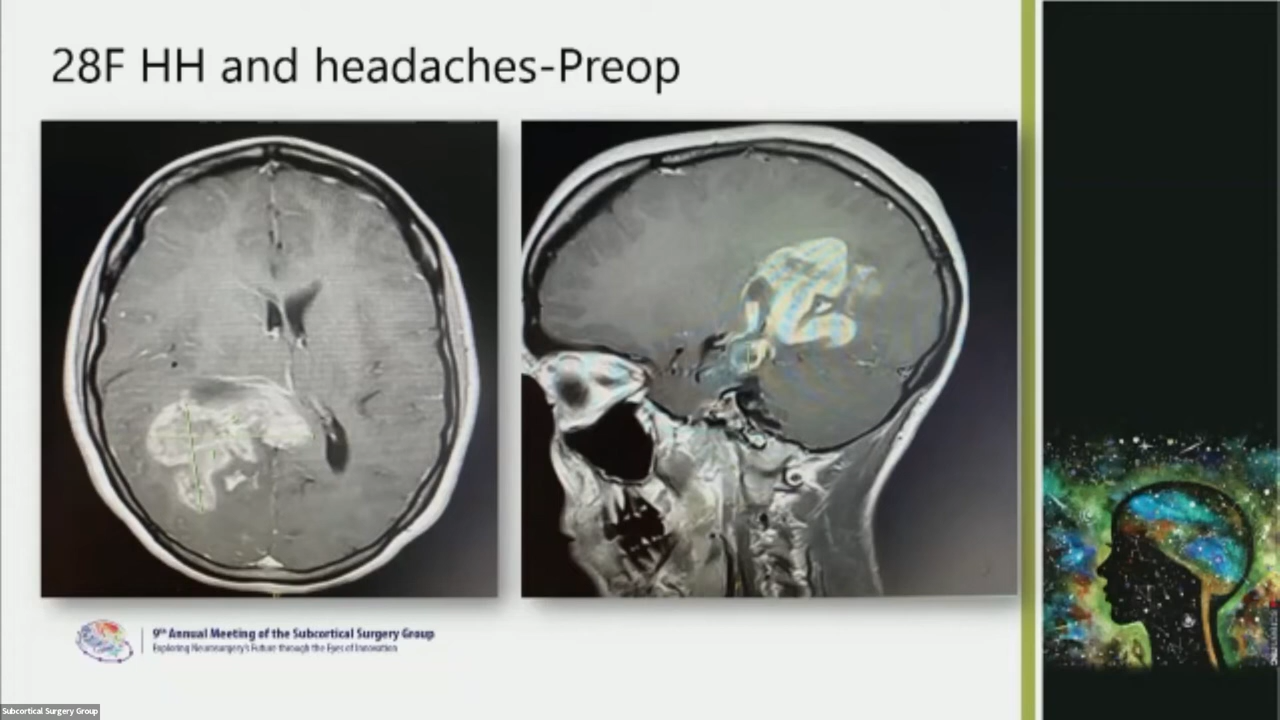 28F HH and headaches-Preop
9th Annual Meeting of the Subcortical Surgery Group
Exploring Neurosurgery's Future through the Eyes of Innovation
Subcortical Surgery Group